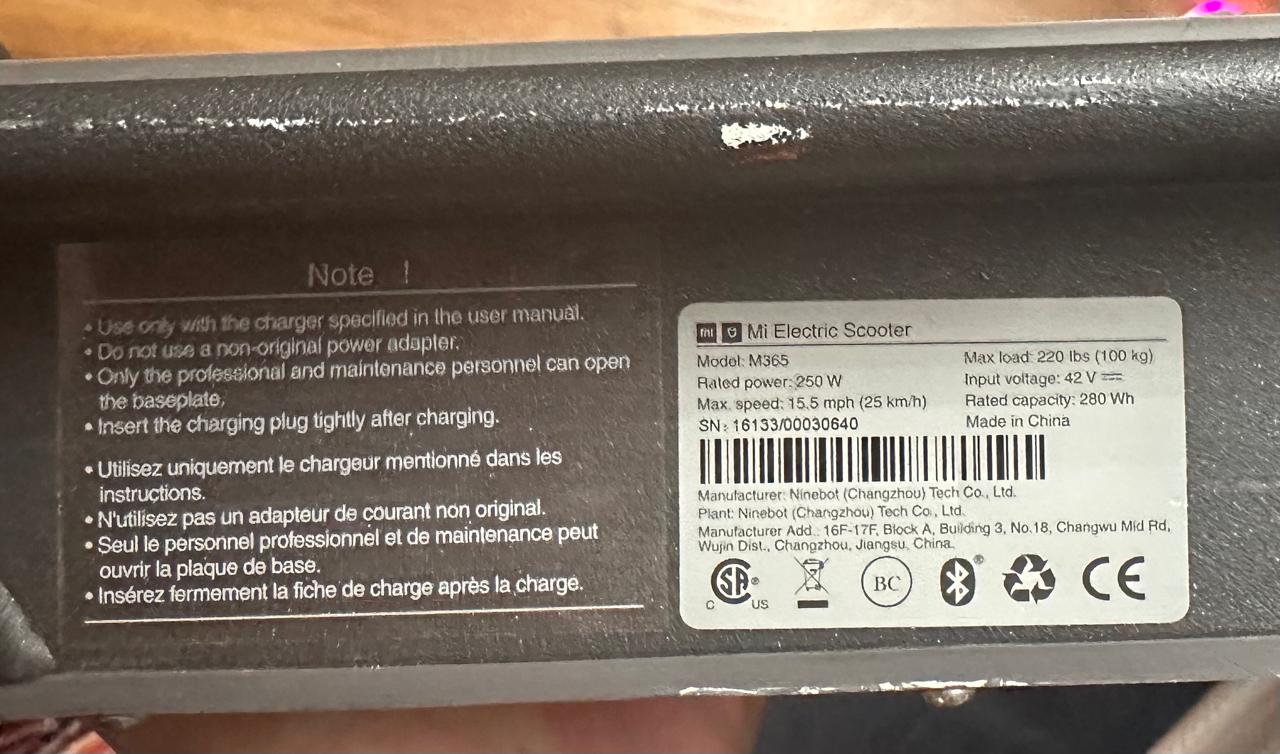 Note !
• Use only with the charger specified in the user manual.
• Do not use a non-original power adapter.
• Only the professional and maintenance personnel can open
the baseplate.
• Insert the charging plug tightly after charging.
• Utilisez uniquement le chargeur mentionné dans les
instructions.
• N'utilisez pas un adapteur de courant non original.
• Seul le personnel professionnel et de maintenance peut
ouvrir la plaque de base.
• Insérez fermement la fiche de charge après la charge.
mi Mi Electric Scooter
Model: M365
Rated power: 250 W
Max. speed: 15.5 mph (25 km/h)
SN: 16133/00030640
Max load: 220 lbs (100 kg)
Input voltage: 42 V
Rated capacity: 280 Wh
Made in China
Manufacturer: Ninebot (Changzhou) Tech Co., Ltd.
Plant: Ninebot (Changzhou) Tech Co., Ltd.
Manufacturer Add.: 16F-17F, Block A, Building 3, No.18, Changwu Mid Rd,
Wujin Dist., Changzhou, Jiangsu, China.
C SA® US BC ® CE